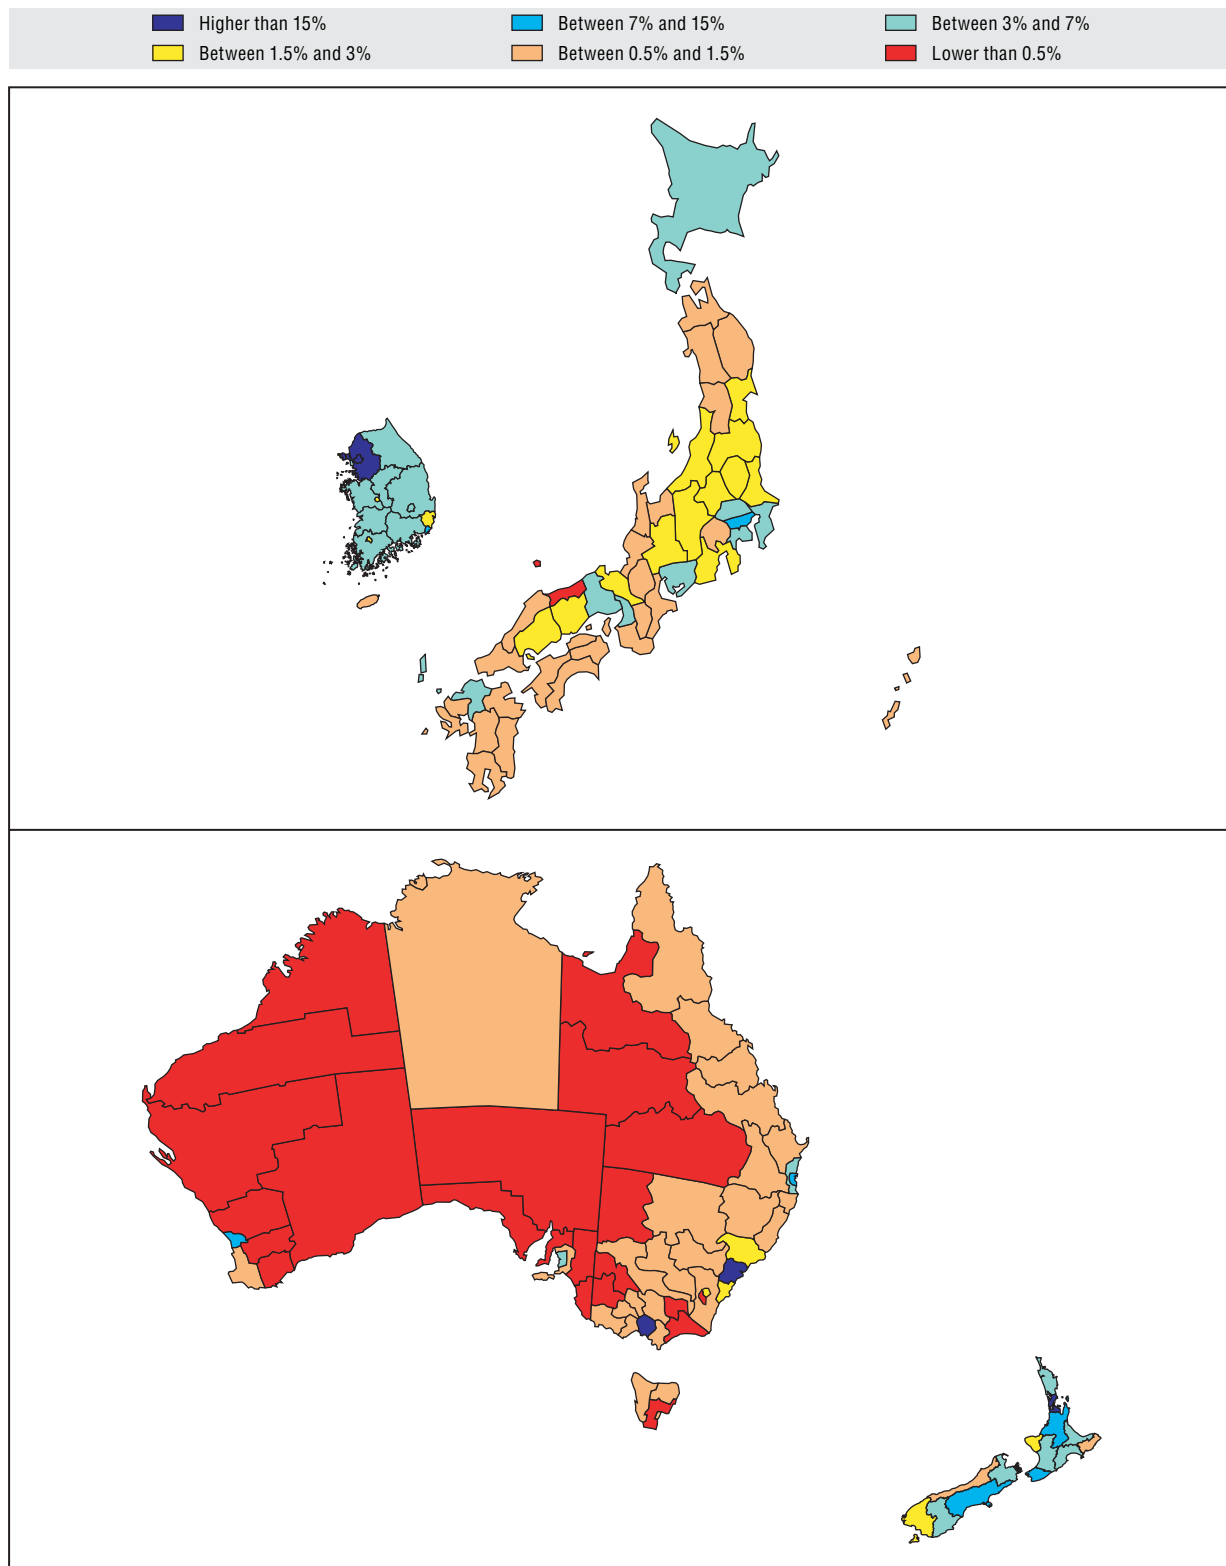 Higher than 15% Between 7% and 15% Between 3% and 7%
Between 1.5% and 3% Between 0.5% and 1.5% Lower than 0.5%